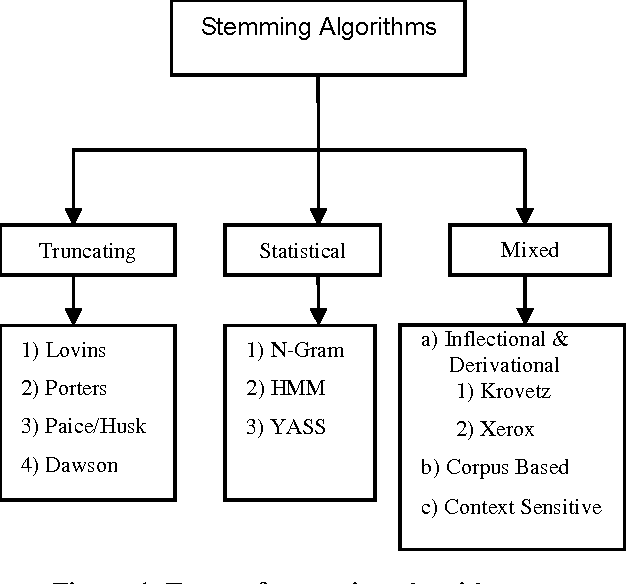 Stemming Algorithms
Truncating
Statistical
Mixed
1) Lovins
2) Porters
3) Paice/Husk
4) Dawson
1) N-Gram
2) HMM
3) YASS
a) Inflectional &
Derivational
1) Krovetz
2) Xerox
b) Corpus Based
c) Context Sensitive